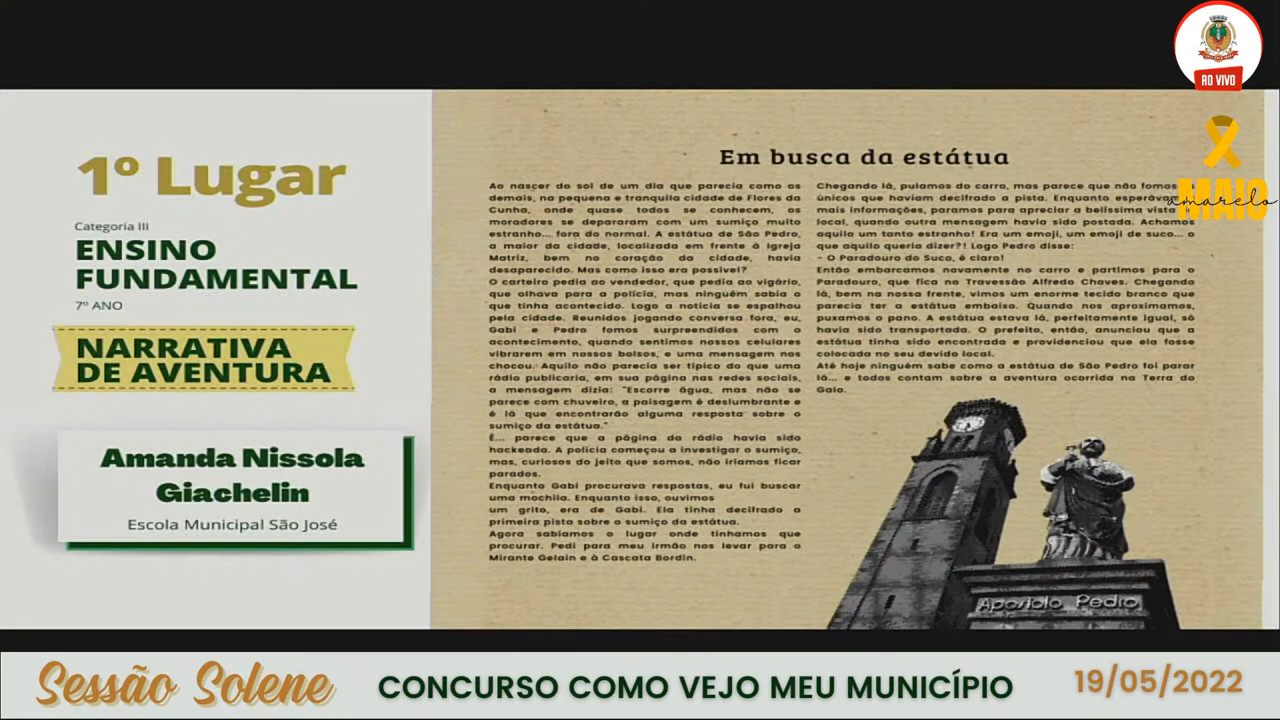 AO VIVO
MAIO
amarelo
1º Lugar
Categoria III
ENSINO
FUNDAMENTAL
7º ANO
NARRATIVA
DE AVENTURA
Amanda Nissola
Giachelin
Escola Municipal São José
Em busca da estátua
Ao nascer do sol de um dia que parecia como os
demais, na pequena e tranquila cidade de Flores da
Cunha, onde quase todos se conhecem, os
moradores se depararam com um sumiço muito
estranho... fora do normal. A estátua de São Pedro,
a maior da cidade, localizada em frente à Igreja
Matriz, bem no coração da cidade, havia
desaparecido. Mas como isso era possível?
O carteiro pedia ao vendedor, que pedia ao vigário,
que olhava para a polícia, mas ninguém sabia o
que tinha acontecido. Logo a notícia se espalhou
pela cidade. Reunidos jogando conversa fora, eu,
Gabi e Pedro fomos surpreendidos com o
acontecimento, quando sentimos nossos celulares
vibrarem em nossos bolsos, e uma mensagem nos
chocou. Aquilo não parecia ser típico do que uma
rádio publicaria, em sua página nas redes sociais,
a mensagem dizia: "Escorre água, mas não se
parece com chuveiro, a paisagem é deslumbrante e
é lá que encontrarão alguma resposta sobre o
sumiço da estátua."
É... parece que a página da rádio havia sido
hackeada. A polícia começou a investigar o sumiço,
mas, curiosos do jeito que somos, não iríamos ficar
parados.
Enquanto Gabi procurava respostas, eu fui buscar
uma mochila. Enquanto isso, ouvimos
um grito, era de Gabi. Ela tinha decifrado a
primeira pista sobre o sumiço da estátua.
Agora sabíamos o lugar onde tínhamos que
procurar. Pedi para meu irmão nos levar para o
Mirante Gelain e à Cascata Bordin.
Chegando lá, pulamos do carro, mas parece que não fomos
únicos que haviam decifrado a pista. Enquanto esperávamos
mais informações, paramos para apreciar a belíssima vista
local, quando outra mensagem havia sido postada. Achamos
aquilo um tanto estranho! Era um emoji, um emoji de suco... o
que aquilo queria dizer?! Logo Pedro disse:
- O Paradouro do Suco, é claro!
Então embarcamos novamente no carro e partimos para o
Paradouro, que fica no Travessão Alfredo Chaves. Chegando
lá, bem na nossa frente, vimos um enorme tecido branco que
parecia ter a estátua embaixo. Quando nos aproximamos,
puxamos o pano. A estátua estava lá, perfeitamente igual, só
havia sido transportada. O prefeito, então, anunciou que a
estátua tinha sido encontrada e providenciou que ela fosse
colocada no seu devido local.
Até hoje ninguém sabe como a estátua de São Pedro foi parar
lá... e todos contam sobre a aventura ocorrida na Terra do
Galo.
Apostolo Pedro
Sessão Solene
CONCURSO COMO VEJO MEU MUNICÍPIO
19/05/2022